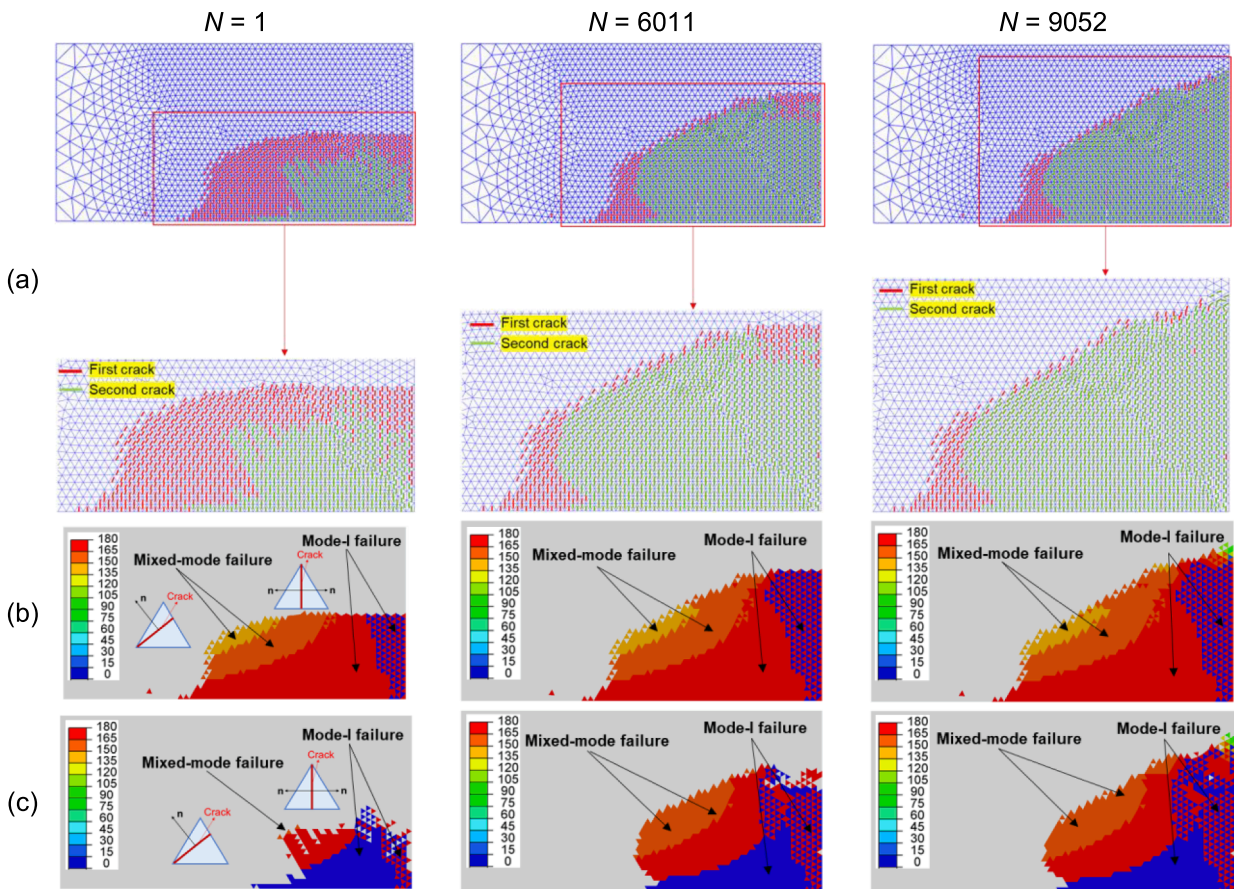 N = 1
N = 6011
N = 9052
(a)
First crack
Second crack
First crack
Second crack
First crack
Second crack
(b)
180
165
150
135
120
105
90
75
60
45
30
15
0
Mixed-mode failure
Mode-I failure
Crack
n
n
n
Crack
180
165
150
135
120
105
90
75
60
45
30
15
0
Mixed-mode failure
Mode-I failure
180
165
150
135
120
105
90
75
60
45
30
15
0
Mixed-mode failure
Mode-I failure
(c)
180
165
150
135
120
105
90
75
60
45
30
15
0
Mixed-mode failure
Mode-I failure
Crack
n
n
n
Crack
180
165
150
135
120
105
90
75
60
45
30
15
0
Mixed-mode failure
Mode-I failure
180
165
150
135
120
105
90
75
60
45
30
15
0
Mixed-mode failure
Mode-I failure